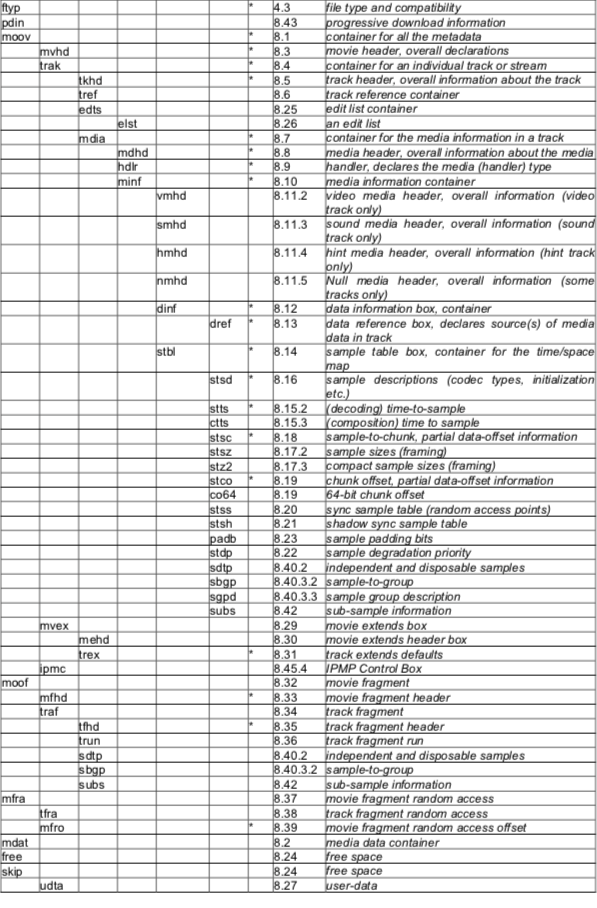 ftyp * 4.3 file type and compatibility
pdin 8.43 progressive download information
moov * 8.1 container for all the metadata
mvhd * 8.3 movie header, overall declarations
trak * 8.4 container for an individual track or stream
tkhd * 8.5 track header, overall information about the track
tref 8.6 track reference container
edts 8.25 edit list container
elst 8.26 an edit list
mdia * 8.7 container for the media information in a track
mdhd * 8.8 media header, overall information about the media
hdlr * 8.9 handler, declares the media (handler) type
minf * 8.10 media information container
vmhd 8.11.2 video media header, overall information (video
track only)
smhd 8.11.3 sound media header, overall information (sound
track only)
hmhd 8.11.4 hint media header, overall information (hint track
only)
nmhd 8.11.5 Null media header, overall information (some
tracks only)
dinf * 8.12 data information box, container
dref * 8.13 data reference box, declares source(s) of media
data in track
stbl * 8.14 sample table box, container for the time/space
map
stsd * 8.16 sample descriptions (codec types, initialization
etc.)
stts * 8.15.2 (decoding) time-to-sample
ctts 8.15.3 (composition) time to sample
stsc * 8.18 sample-to-chunk, partial data-offset information
stsz 8.17.2 sample sizes (framing)
stz2 8.17.3 compact sample sizes (framing)
stco * 8.19 chunk offset, partial data-offset information
co64 8.19 64-bit chunk offset
stss 8.20 sync sample table (random access points)
stsh 8.21 shadow sync sample table
padb 8.23 sample padding bits
stdp 8.22 sample degradation priority
sdtp 8.40.2 independent and disposable samples
sbgp 8.40.3.2 sample-to-group
sgpd 8.40.3.3 sample group description
subs 8.42 sub-sample information
mvex 8.29 movie extends box
mehd 8.30 movie extends header box
trex * 8.31 track extends defaults
ipmc 8.45.4 IPMP Control Box
moof 8.32 movie fragment
mfhd * 8.33 movie fragment header
traf 8.34 track fragment
tfhd * 8.35 track fragment header
trun 8.36 track fragment run
sdtp 8.40.2 independent and disposable samples
sbgp 8.40.3.2 sample-to-group
subs 8.42 sub-sample information
mfra 8.37 movie fragment random access
tfra 8.38 track fragment random access
mfro * 8.39 movie fragment random access offset
mdat 8.2 media data container
free 8.24 free space
skip 8.24 free space
udta 8.27 user-data